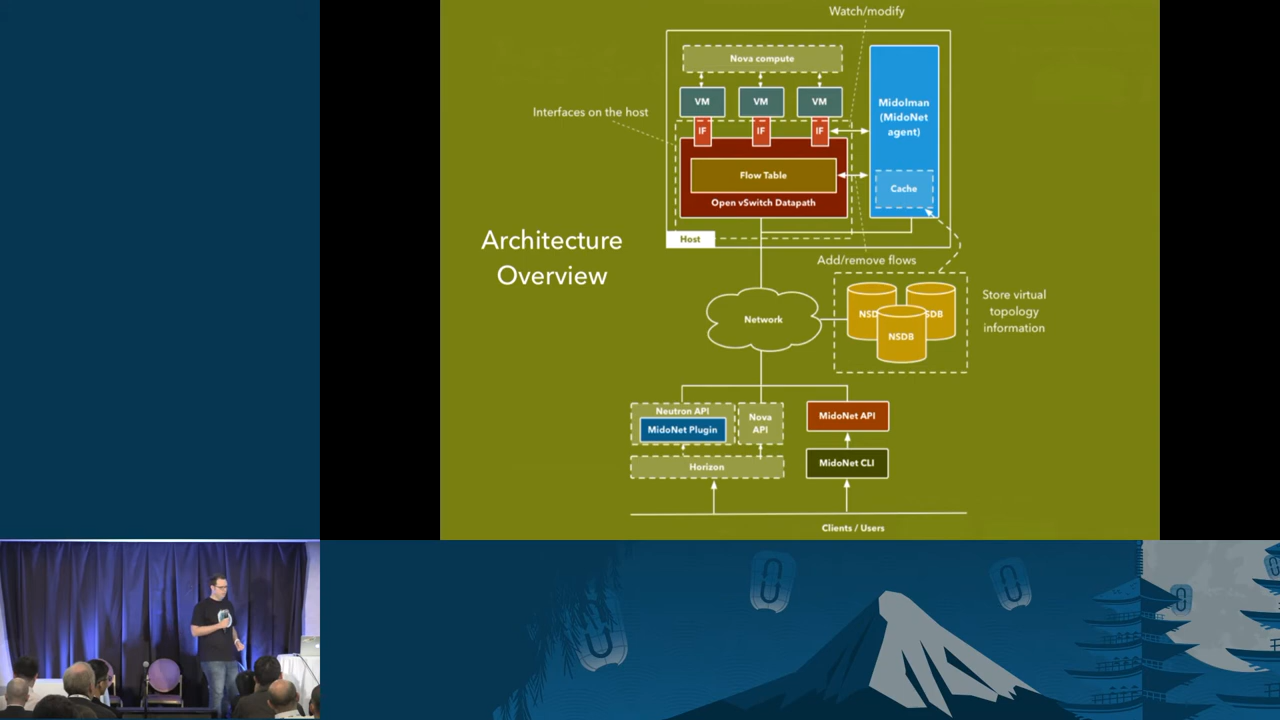 Watch/modify
Nova compute
VM
VM
VM
Interfaces on the host
IF
IF
IF
Midolman
(MidoNet
agent)
Flow Table
Cache
Open vSwitch Datapath
Host
Architecture
Overview
Add/remove flows
Network
NSD
SDB
NSDB
Store virtual
topology
information
Neutron API
MidoNet Plugin
Nova
API
MidoNet API
Horizon
MidoNet CLI
Clients / Users